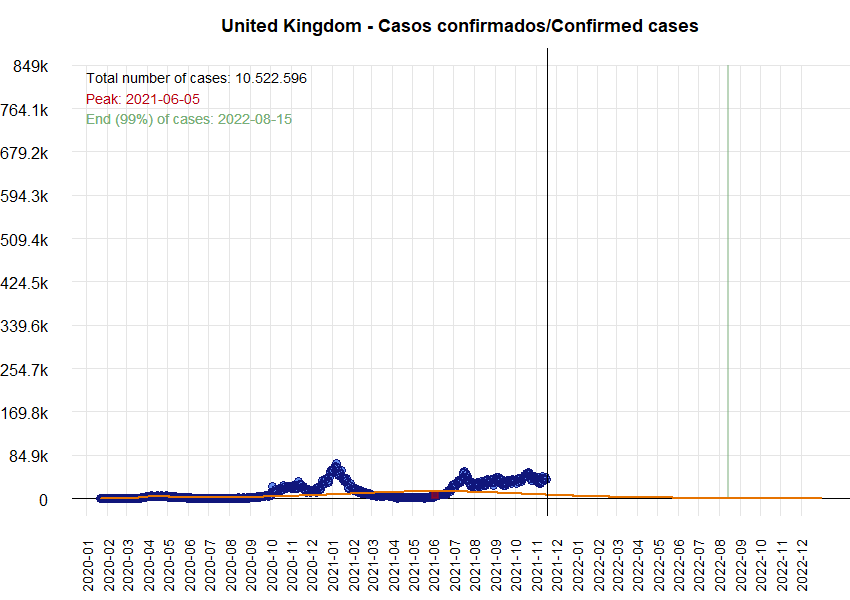 United Kingdom - Casos confirmados/Confirmed cases
849k
764.1k
679.2k
594.3k
509.4k
424.5k
339.6k
254.7k
169.8k
84.9k
0
Total number of cases: 10.522.596
Peak: 2021-06-05
End (99%) of cases: 2022-08-15
2020-01
2020-02
2020-03
2020-04
2020-05
2020-06
2020-07
2020-08
2020-09
2020-10
2020-11
2020-12
2021-01
2021-02
2021-03
2021-04
2021-05
2021-06
2021-07
2021-08
2021-09
2021-10
2021-11
2021-12
2022-01
2022-02
2022-03
2022-04
2022-05
2022-06
2022-07
2022-08
2022-09
2022-10
2022-11
2022-12